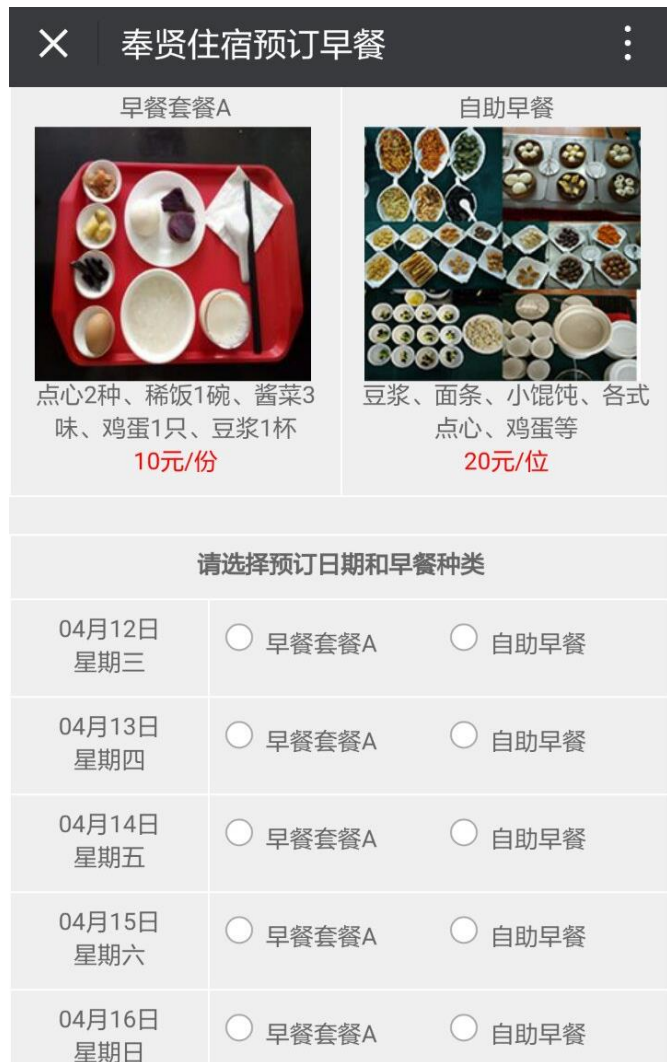 奉贤住宿预订早餐
早餐套餐A
自助早餐
点心2种、稀饭1碗、酱菜3
味、鸡蛋1只、豆浆1杯
10元/份
豆浆、面条、小馄饨、各式
点心、鸡蛋等
20元/位
请选择预订日期和早餐种类
04月12日
星期三
早餐套餐A
自助早餐
04月13日
星期四
早餐套餐A
自助早餐
04月14日
星期五
早餐套餐A
自助早餐
04月15日
星期六
早餐套餐A
自助早餐
04月16日
星期日
早餐套餐A
自助早餐